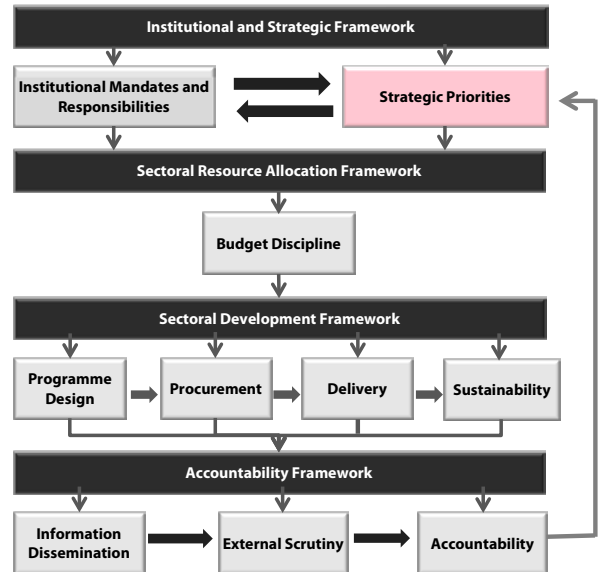 Institutional and Strategic Framework
Institutional Mandates and
Responsibilities
Strategic Priorities
Sectoral Resource Allocation Framework
Budget Discipline
Sectoral Development Framework
Programme
Design
Procurement
Delivery
Sustainability
Accountability Framework
Information
Dissemination
External Scrutiny
Accountability